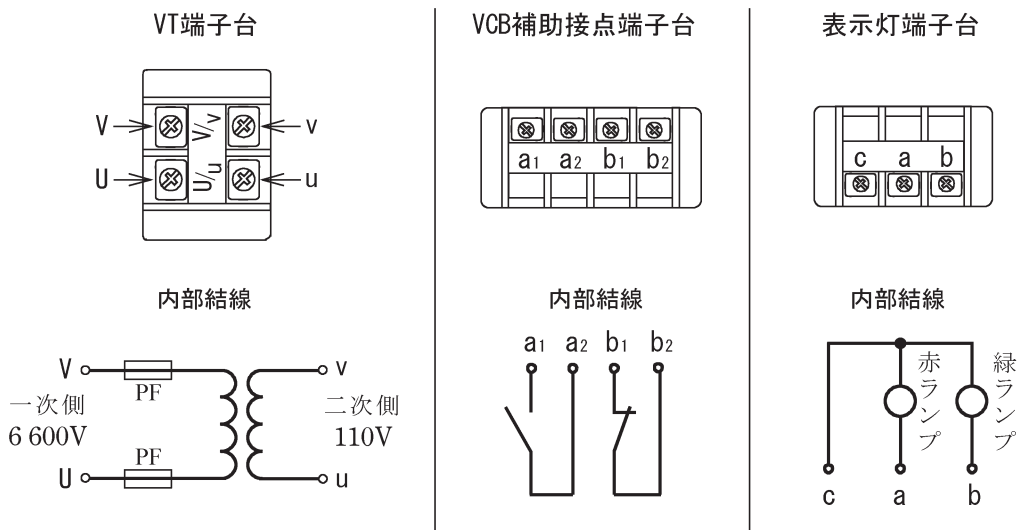 VT端子台
V
V/v
v
U
U/u
u
内部結線
V
PF
v
一次側
6 600V
二次側
110V
PF
U
u
VCB補助接点端子台
a1 a2 b1 b2
内部結線
a1 a2 b1 b2
表示灯端子台
c a b
内部結線
赤ランプ
緑ランプ
c a b